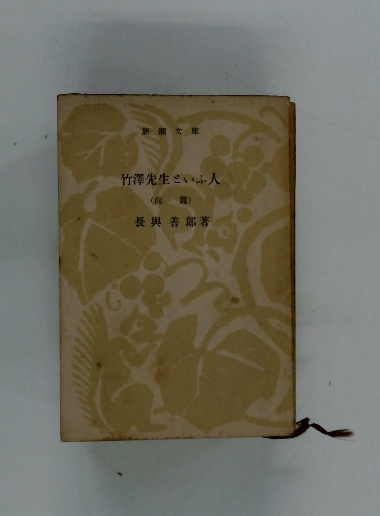 新潮文庫
竹澤先生といふ人
(前篇)
長與善郎著